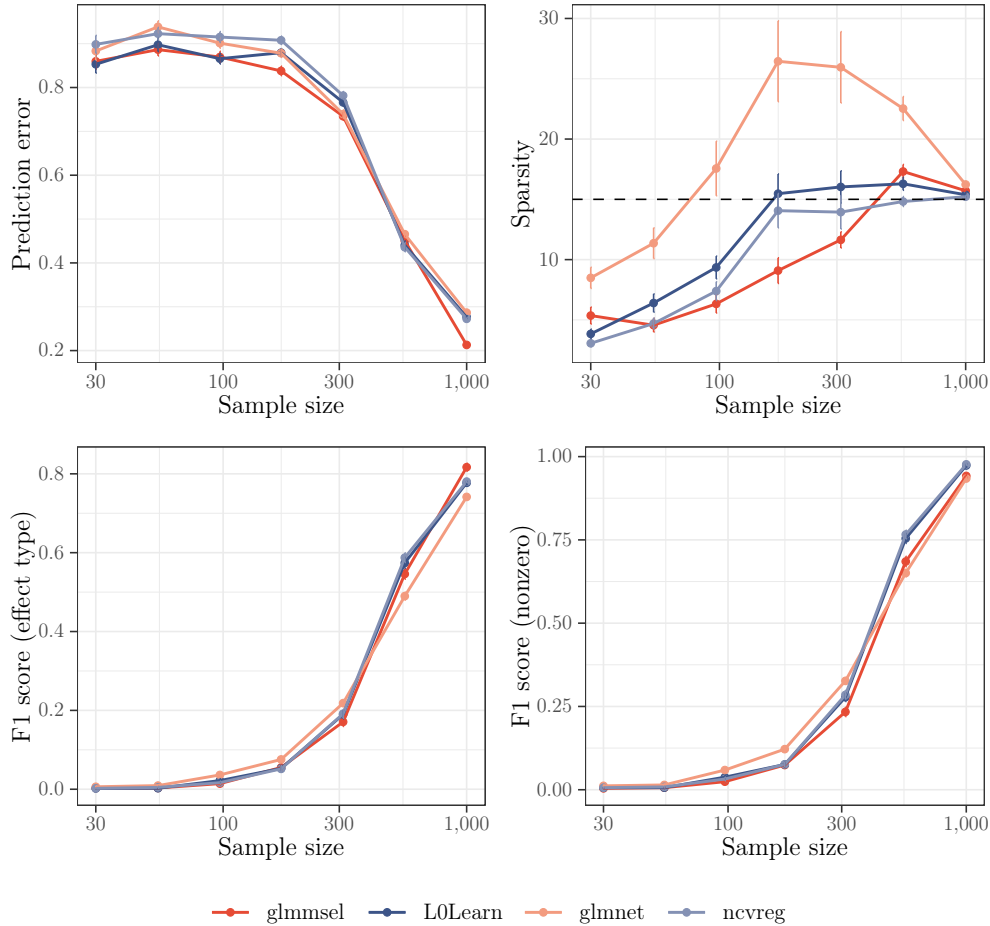 Prediction error
0.8
0.6
0.4
0.2
30
100
300
1,000
Sample size
Sparsity
30
20
10
30
100
300
1,000
Sample size
F1 score (effect type)
0.8
0.6
0.4
0.2
0.0
30
100
300
1,000
Sample size
F1 score (nonzero)
1.00
0.75
0.50
0.25
0.00
30
100
300
1,000
Sample size
glmmsel
L0Learn
glmnet
ncvreg